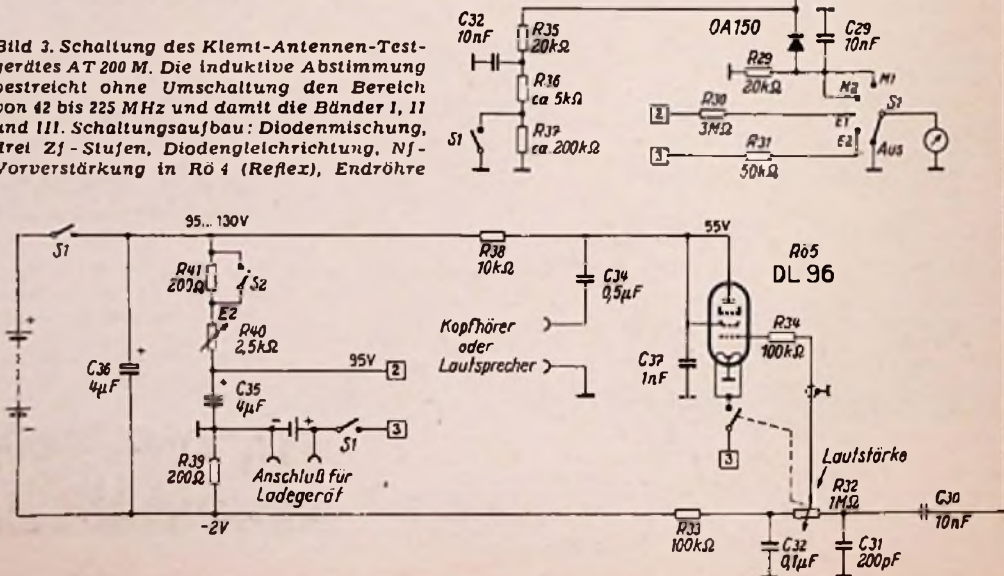 Bild 3. Schaltung des Klemt-Antennen-Test-
gerätes AT 200 M. Die induktive Abstimmung
bestreicht ohne Umschaltung den Bereich
von 42 bis 225 MHz und damit die Bänder I, II
und III. Schaltungsaufbau: Diodenmischung,
drei Zf-Stufen, Diodengleichrichtung, Nf-
Vorverstärkung in Rö 4 (Reflex), Endröhre
C32
10nF
R35
20kΩ
R36
ca 5kΩ
S1
R37
ca. 200kΩ
OA150
C29
10nF
R29
20kΩ
M1
M2
S2
2
R30
3MΩ
E1
E2
Aus
3
R31
50kΩ
S1
95...130V
R41
200Ω
S2
E2
R40
2,5kΩ
C36
4µF
+
95V
2
+
C35
4µF
- +
S1
3
R39
200Ω
Anschluß für
Ladegerät
-2V
R38
10kΩ
C34
0,5µF
Kopfhörer
oder
Lautsprecher
55V
Rö5
DL 96
C37
1nF
R34
100kΩ
3
Lautstärke
R32
1MΩ
R33
100kΩ
C32
0,1µF
C31
200pF
C30
10nF
+
-